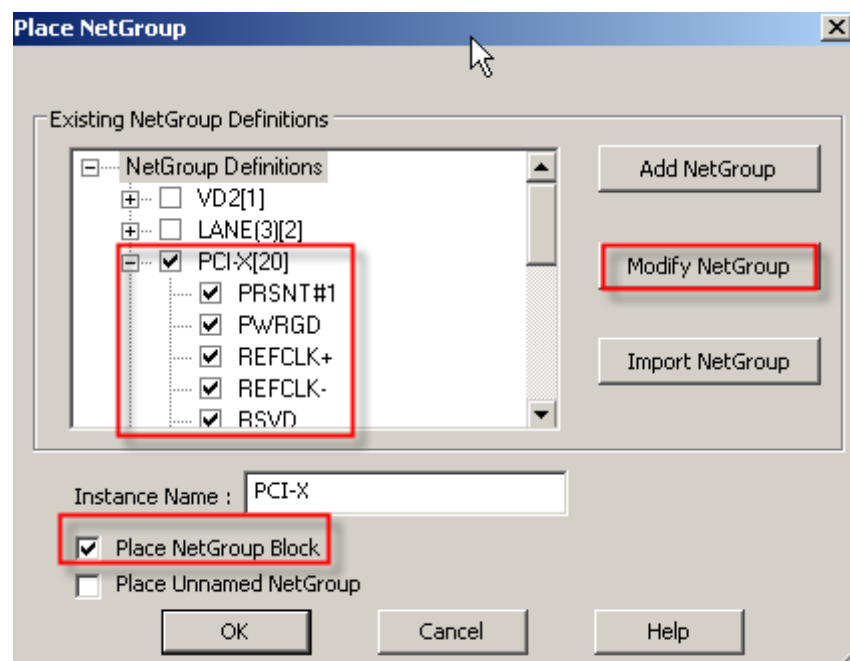 Place NetGroup
Existing NetGroup Definitions
NetGroup Definitions
VD2[1]
LANE(3)[2]
PCI-X[20]
PRSNT#1
PWRGD
REFCLK+
REFCLK-
RSVD
Add NetGroup
Modify NetGroup
Import NetGroup
Instance Name : PCI-X
Place NetGroup Block
Place Unnamed NetGroup
OK Cancel Help